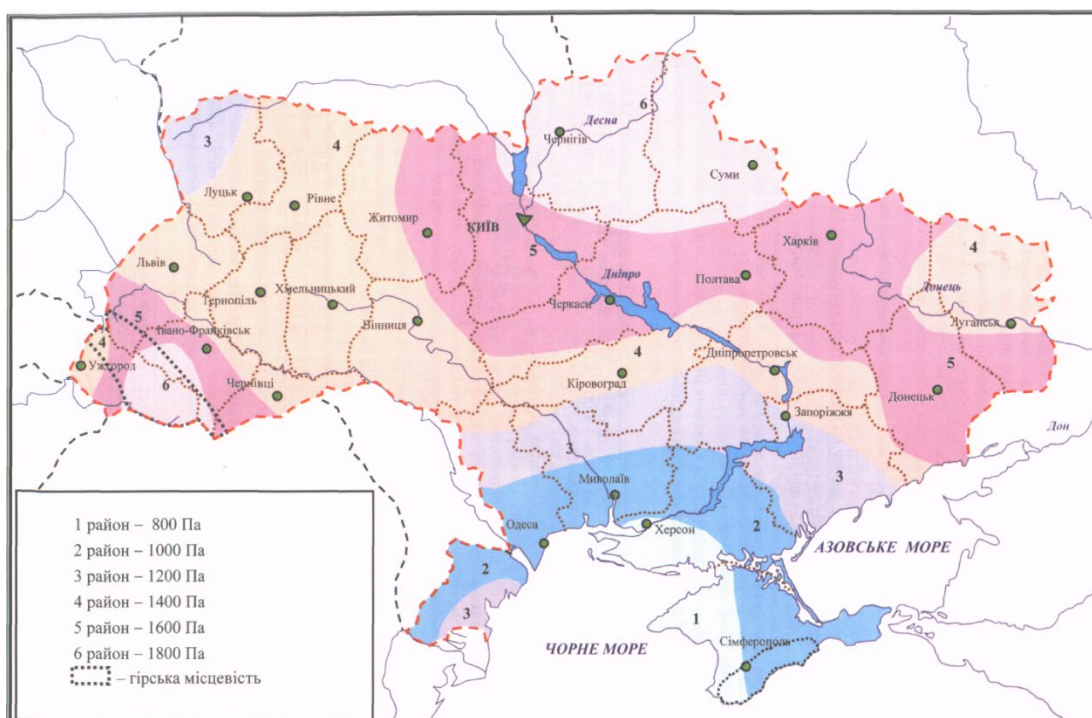 6
Десна
Чернігів
3
4
Суми
Луцьк
Рівне
Житомир
КИЇВ
5
Харків
4
Львів
Дніпро
Полтава
Донець
Тернопіль
Хмельницький
Черкаси
5
Івано-Франківськ
Вінниця
Луганськ
4
Ужгород
4
Дніпропетровськ
5
6
Кіровоград
Чернівці
Донецьк
Запоріжжя
Дон
3
3
Миколаїв
Одеса
Херсон
2
АЗОВСЬКЕ МОРЕ
2
3
1
ЧОРНЕ МОРЕ
Сімферополь
1 район – 800 Па
2 район – 1000 Па
3 район – 1200 Па
4 район – 1400 Па
5 район – 1600 Па
6 район – 1800 Па
– гірська місцевість